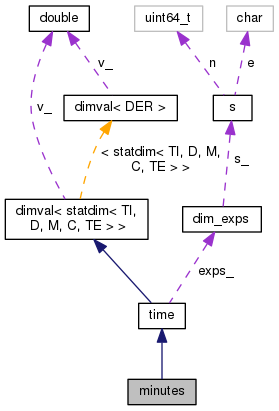 double
uint64_t
char
v_
n
e
v_
dimval< DER >
s
< statdim< TI, D, M,
C, TE > >
s_
dimval< statdim< TI,
D, M, C, TE > >
dim_exps
exps_
time
minutes